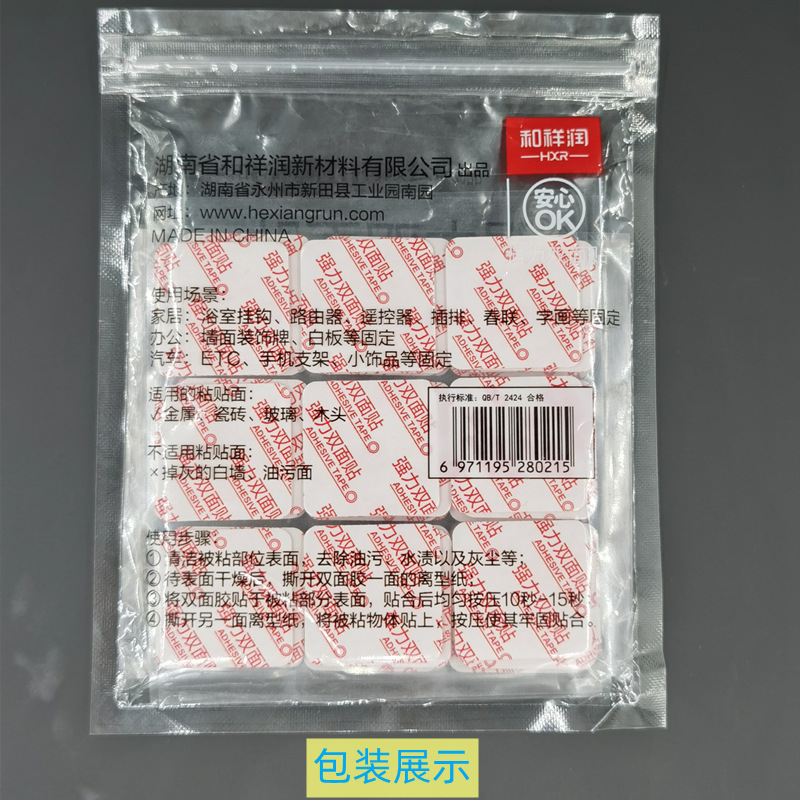 和祥润
HXR
安心
OK
湖南省和祥润新材料有限公司 出品
产地：湖南省永州市新田县工业园南园
网址：www.hexiangrun.com
MADE IN CHINA
使用场景：
家居：浴室挂钩、路由器、遥控器、插排、春联、字画等固定
办公：墙面装饰牌、白板等固定
汽车：ETC、手机支架、小饰品等固定
适用的粘贴面：
✓金属、瓷砖、玻璃、木头
不适用粘贴面：
×掉灰的白墙、油污面
执行标准：QB/T 2424 合格
6 971195 280215
使用步骤：
① 清洁被粘部位表面，去除油污、水渍以及灰尘等；
② 待表面干燥后，撕开双面胶一面的离型纸；
③ 将双面胶贴于被粘部分表面，贴合后均匀按压10秒-15秒；
④ 撕开另一面离型纸，将被粘物体贴上，按压使其牢固贴合。
强力双面贴
ADHESIVE TAPE
包装展示